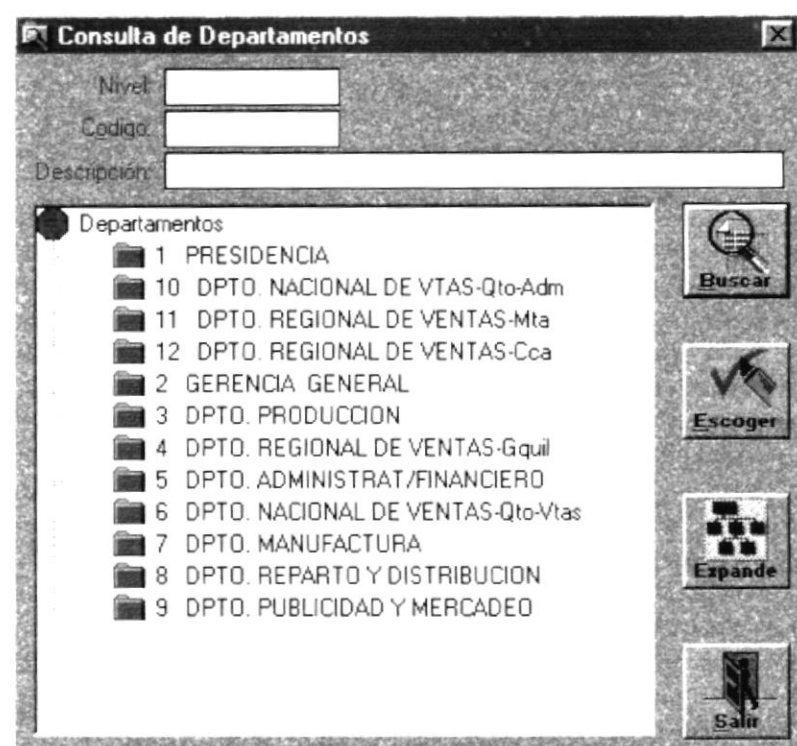 Consulta de Departamentos
Nivel:
Codigo:
Descripción:
Departamentos
1 PRESIDENCIA
10 DPTO. NACIONAL DE VTAS-Qto-Adm
11 DPTO. REGIONAL DE VENTAS-Mta
12 DPTO. REGIONAL DE VENTAS-Cca
2 GERENCIA GENERAL
3 DPTO. PRODUCCION
4 DPTO. REGIONAL DE VENTAS-Gquil
5 DPTO. ADMINISTRAT/FINANCIERO
6 DPTO. NACIONAL DE VENTAS-Qto-Vtas
7 DPTO. MANUFACTURA
8 DPTO. REPARTO Y DISTRIBUCION
9 DPTO. PUBLICIDAD Y MERCADEO
Buscar
Escoger
Expande
Salir